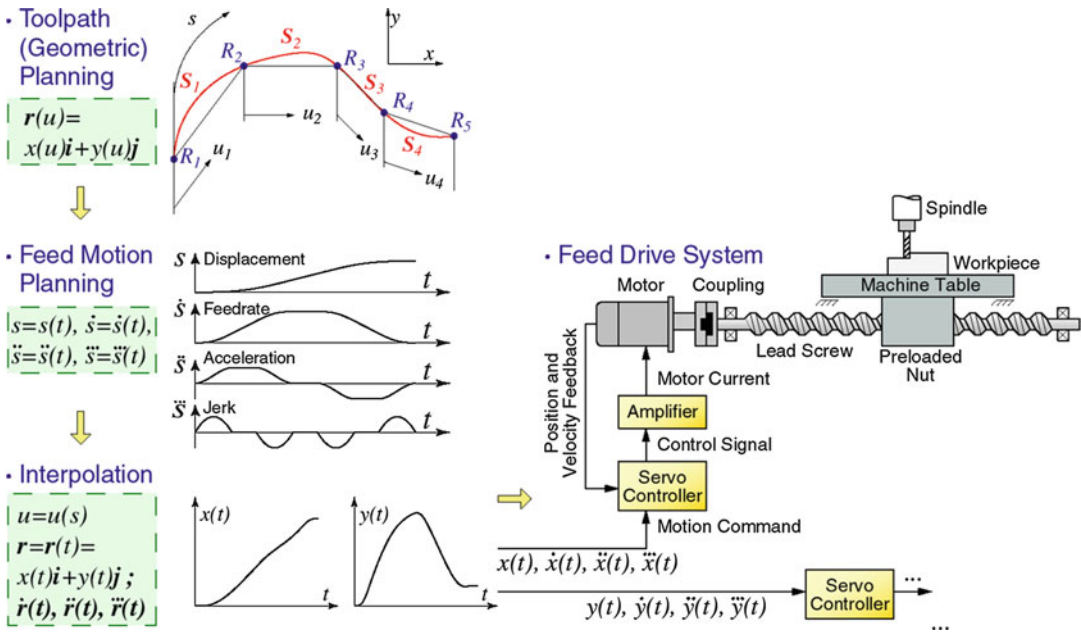 • Toolpath
(Geometric)
Planning
r(u)=
x(u)i+y(u)j
s
S₁
S₂
S₃
S₄
R₁
R₂
R₃
R₄
R₅
u₁
u₂
u₃
u₄
y
x
• Feed Motion
Planning
s=s(t), ṡ=ṡ(t),
s̈=s̈(t), s⃛=s⃛(t)
s Displacement t
ṡ Feedrate t
s̈ Acceleration t
s⃛ Jerk t
• Interpolation
u=u(s)
r=r(t)=
x(t)i+y(t)j ;
ṙ(t), r̈(t), r⃛(t)
x(t)
t
y(t)
t
• Feed Drive System
Motor
Coupling
Spindle
Workpiece
Machine Table
Lead Screw
Preloaded
Nut
Position and
Velocity Feedback
Motor Current
Amplifier
Control Signal
Servo
Controller
Motion Command
x(t), ẋ(t), ẍ(t), x⃛(t)
y(t), ẏ(t), ÿ(t), y⃛(t)
Servo
Controller
...
...